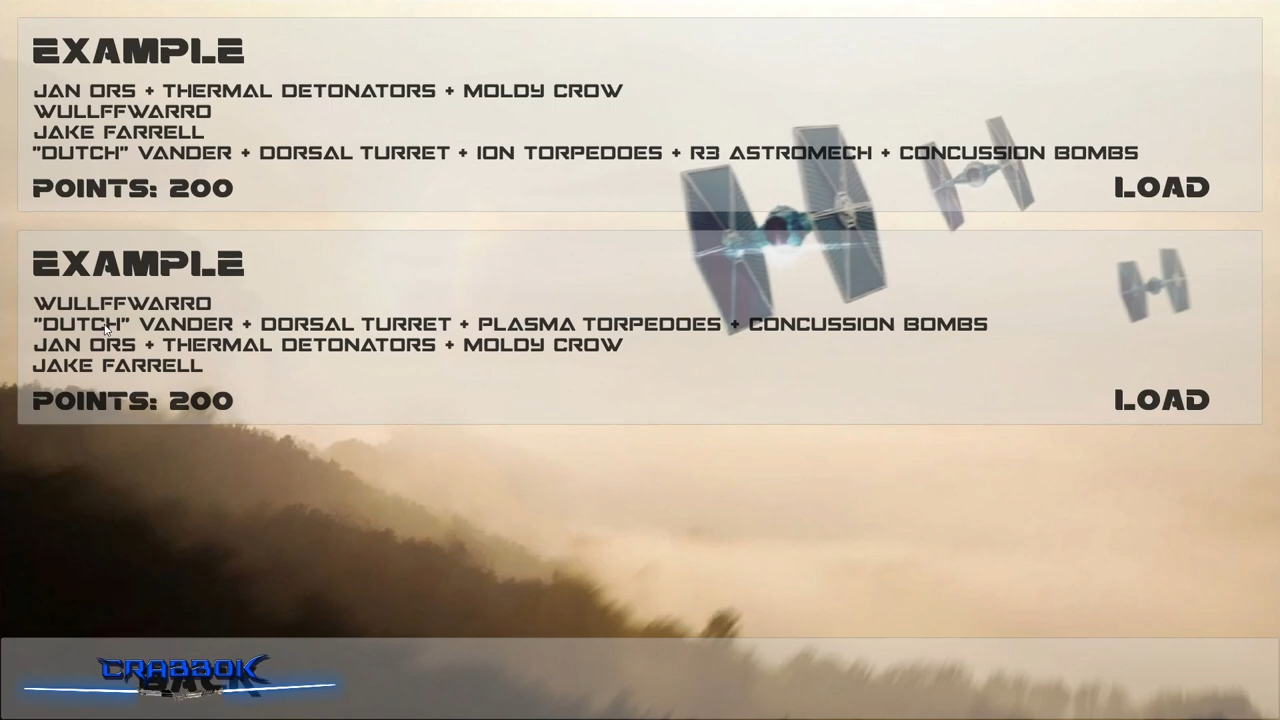 EXAMPLE
JAN ORS + THERMAL DETONATORS + MOLDY CROW
WULLFFWARRO
JAKE FARRELL
"DUTCH" VANDER + DORSAL TURRET + ION TORPEDOES + R3 ASTROMECH + CONCUSSION BOMBS
POINTS: 200
LOAD
EXAMPLE
WULLFFWARRO
"DUTCH" VANDER + DORSAL TURRET + PLASMA TORPEDOES + CONCUSSION BOMBS
JAN ORS + THERMAL DETONATORS + MOLDY CROW
JAKE FARRELL
POINTS: 200
LOAD
CRABBOK
BACK